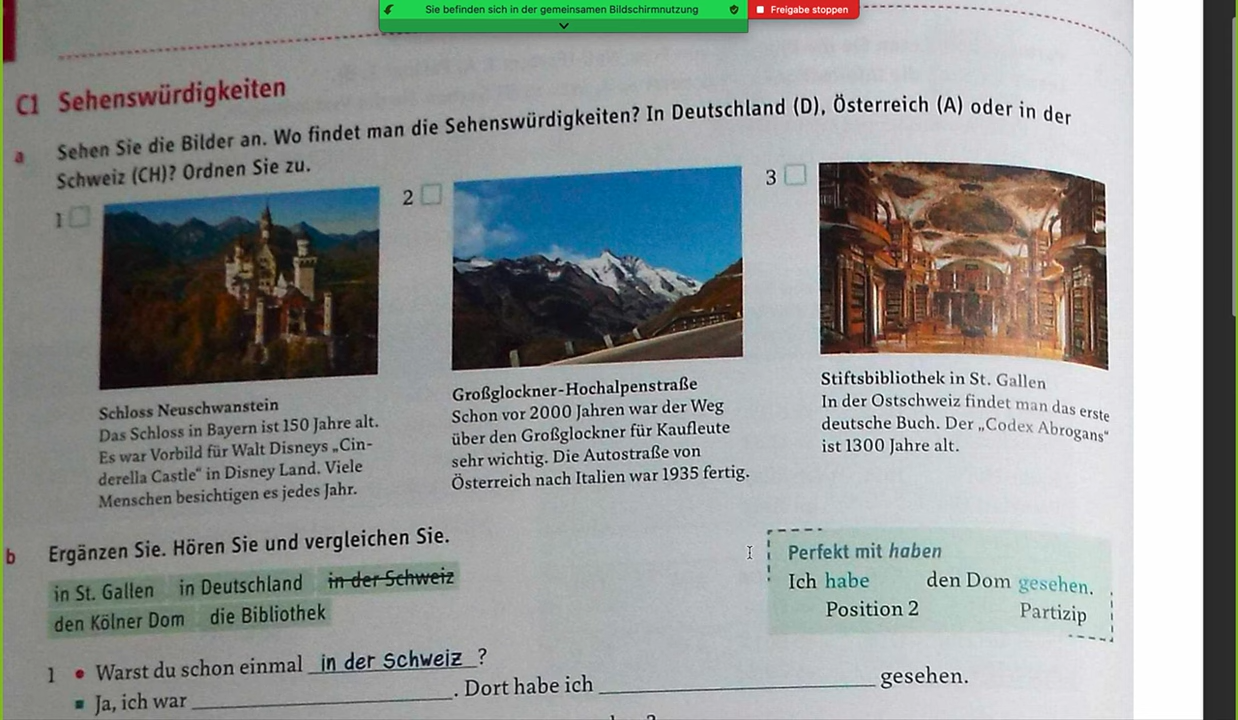 Sie befinden sich in der gemeinsamen Bildschirmnutzung
Freigabe stoppen
C1 Sehenswürdigkeiten
a Sehen Sie die Bilder an. Wo findet man die Sehenswürdigkeiten? In Deutschland (D), Österreich (A) oder in der
Schweiz (CH)? Ordnen Sie zu.
1
2
3
Schloss Neuschwanstein
Das Schloss in Bayern ist 150 Jahre alt.
Es war Vorbild für Walt Disneys „Cin-
derella Castle“ in Disney Land. Viele
Menschen besichtigen es jedes Jahr.
Großglockner-Hochalpenstraße
Schon vor 2000 Jahren war der Weg
über den Großglockner für Kaufleute
sehr wichtig. Die Autostraße von
Österreich nach Italien war 1935 fertig.
Stiftsbibliothek in St. Gallen
In der Ostschweiz findet man das erste
deutsche Buch. Der „Codex Abrogans“
ist 1300 Jahre alt.
b Ergänzen Sie. Hören Sie und vergleichen Sie.
in St. Gallen in Deutschland in der Schweiz
den Kölner Dom die Bibliothek
Perfekt mit haben
Ich habe den Dom gesehen.
Position 2 Partizip
1 Warst du schon einmal in der Schweiz ?
Ja, ich war . Dort habe ich gesehen.